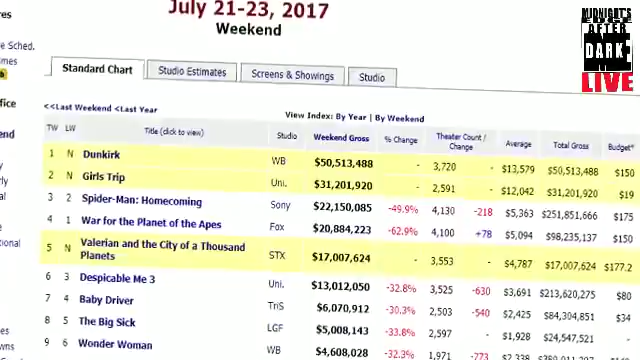 July 21-23, 2017
Weekend
MIDNIGHT'S
EDGE
AFTER
DARK
LIVE
Standard Chart Studio Estimates Screens & Showings Studio
<<Last Weekend <Last Year View Index: By Year | By Weekend
TW LW Title (click to view) Studio Weekend Gross % Change Theater Count / Change Average Total Gross Budget*
1 N Dunkirk WB $50,513,488 - 3,720 - $13,579 $50,513,488 $150
2 N Girls Trip Uni. $31,201,920 - 2,591 - $12,042 $31,201,920 $19
3 2 Spider-Man: Homecoming Sony $22,150,085 -49.9% 4,130 -218 $5,363 $251,851,666 $175
4 1 War for the Planet of the Apes Fox $20,884,223 -62.9% 4,100 +78 $5,094 $98,235,137 $150
5 N Valerian and the City of a Thousand Planets STX $17,007,624 - 3,553 - $4,787 $17,007,624 $177.2
6 3 Despicable Me 3 Uni. $13,012,050 -32.8% 3,525 -630 $3,691 $213,620,275 $80
7 4 Baby Driver TriS $6,070,912 -30.3% 2,503 -540 $2,425 $84,304,851 $34
8 5 The Big Sick LGF $5,008,143 -33.8% 2,597 - $1,928 $24,547,521 -
9 6 Wonder Woman WB $4,608,028 -32.3% 1,971 -773